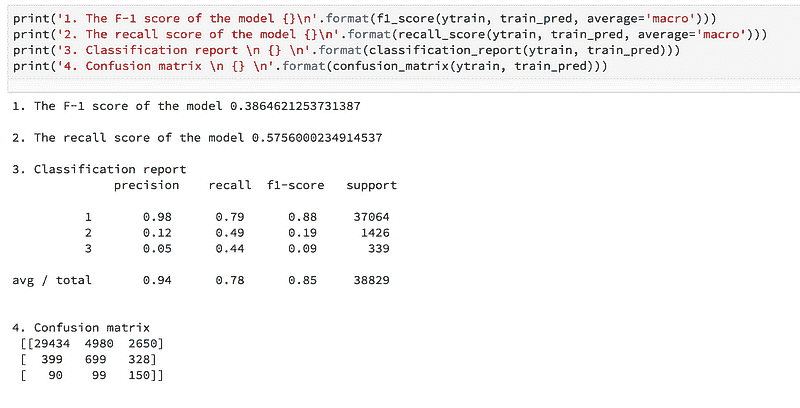 print('1. The F-1 score of the model {}\n'.format(f1_score(ytrain, train_pred, average='macro')))
print('2. The recall score of the model {}\n'.format(recall_score(ytrain, train_pred, average='macro')))
print('3. Classification report \n {} \n'.format(classification_report(ytrain, train_pred)))
print('4. Confusion matrix \n {} \n'.format(confusion_matrix(ytrain, train_pred)))
1. The F-1 score of the model 0.3864621253731387
2. The recall score of the model 0.5756000234914537
3. Classification report
precision recall f1-score support
1 0.98 0.79 0.88 37064
2 0.12 0.49 0.19 1426
3 0.05 0.44 0.09 339
avg / total 0.94 0.78 0.85 38829
4. Confusion matrix
[[29434 4980 2650]
[ 399 699 328]
[ 90 99 150]]